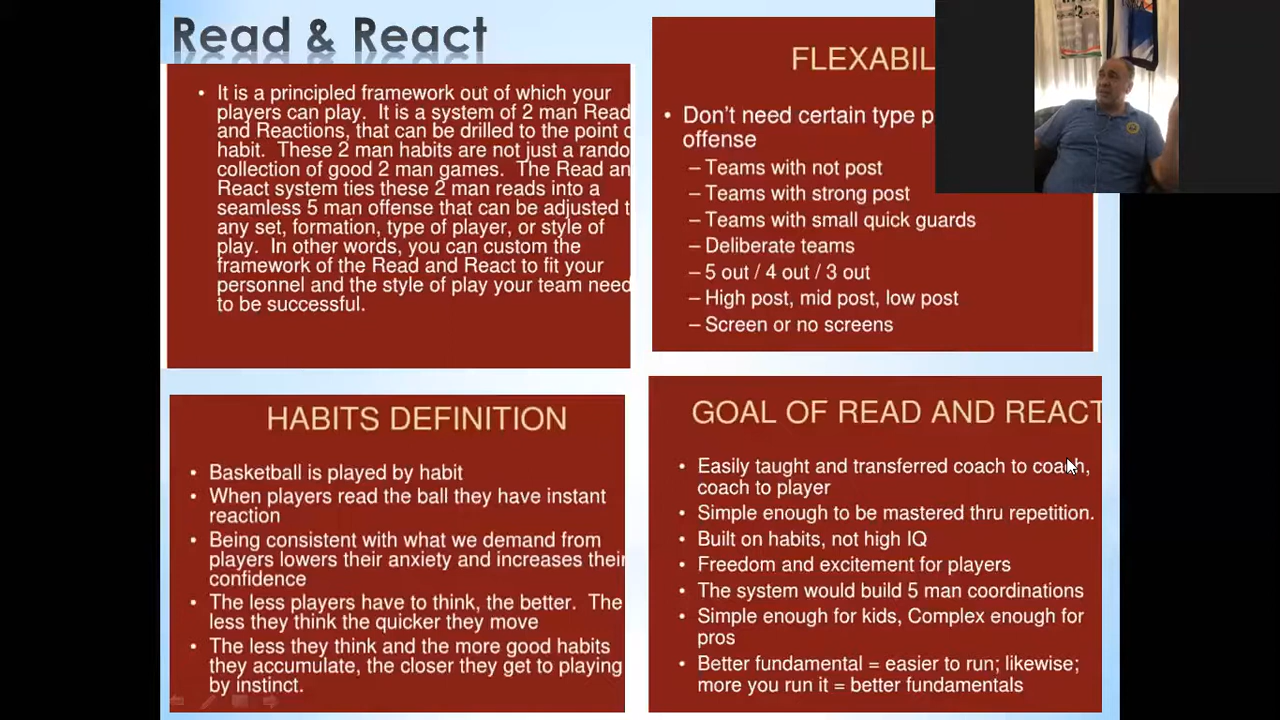 Read & React
• It is a principled framework out of which your
players can play. It is a system of 2 man Read
and Reactions, that can be drilled to the point
habit. These 2 man habits are not just a
collection of good 2 man games. The Read
React system ties these 2 man reads into a
seamless 5 man offense that can be adjusted
any set, formation, type of player, or style of
play. In other words, you can custom the
framework of the Read and React to fit your
personnel and the style of play your team need
to be successful.
• Don't need certain type
offense
– Teams with not post
– Teams with strong post
– Teams with small quick guards
– Deliberate teams
– 5 out / 4 out / 3 out
– High post, mid post, low post
– Screen or no screens
HABITS DEFINITION
• Basketball is played by habit
• When players read the ball they have instant
reaction
• Being consistent with what we demand from
players lowers their anxiety and increases their
confidence
• The less players have to think, the better. The
less they think the quicker they move
• The less they think and the more good habits
they accumulate, the closer they get to playing
by instinct.
GOAL OF READ AND REACT
• Easily taught and transferred coach to coach,
coach to player
• Simple enough to be mastered thru repetition.
• Built on habits, not high IQ
• Freedom and excitement for players
• The system would build 5 man coordinations
• Simple enough for kids, Complex enough for
pros
• Better fundamental = easier to run; likewise;
more you run it = better fundamentals